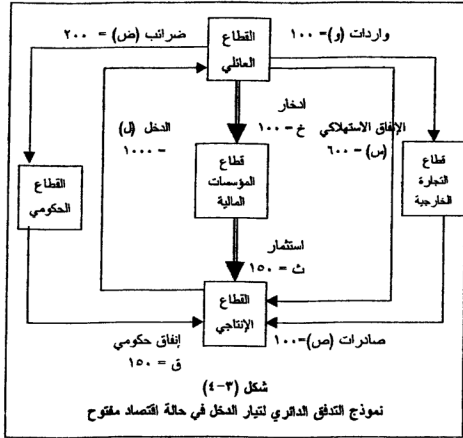 واردات (و)= ١٠٠
القطاع
العائلي
ضرائب (ض) = ٢٠٠
ادخار
خ = ١٠٠
الدخل (ل)
= ١٠٠٠
الإنفاق الاستهلاكي
(س)= ٦٠٠
قطاع
التجارة
الخارجية
قطاع
المؤسسات
المالية
القطاع
الحكومي
استثمار
ث = ١٥٠
القطاع
الإنتاجي
صادرات (ص)=١٠٠
إنفاق حكومي
ق = ١٥٠
شكل (٣-٤)
نموذج التدفق الدائري لتيار الدخل في حالة اقتصاد مفتوح